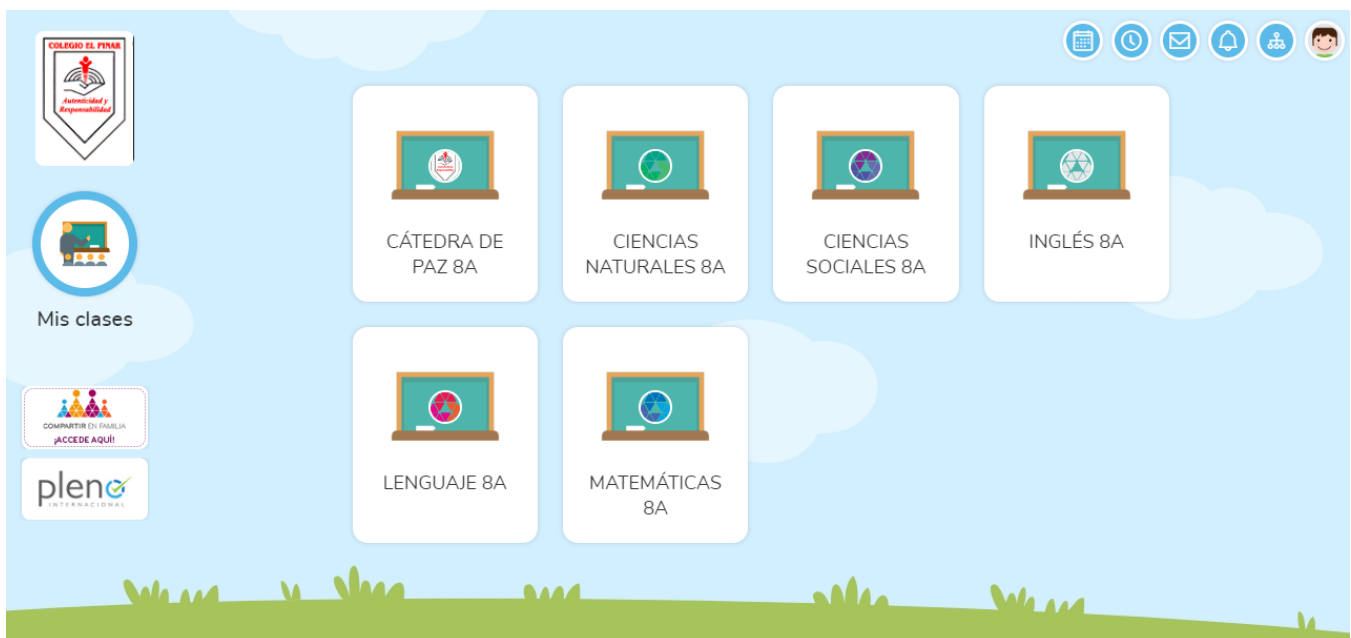 COLEGIO EL PINAR
Autenticidad y
Responsabilidad
Mis clases
COMPARTIR EN FAMILIA
¡ACCEDE AQUÍ!
pleno
INTERNACIONAL
CÁTEDRA DE
PAZ 8A
CIENCIAS
NATURALES 8A
CIENCIAS
SOCIALES 8A
INGLÉS 8A
LENGUAJE 8A
MATEMÁTICAS
8A